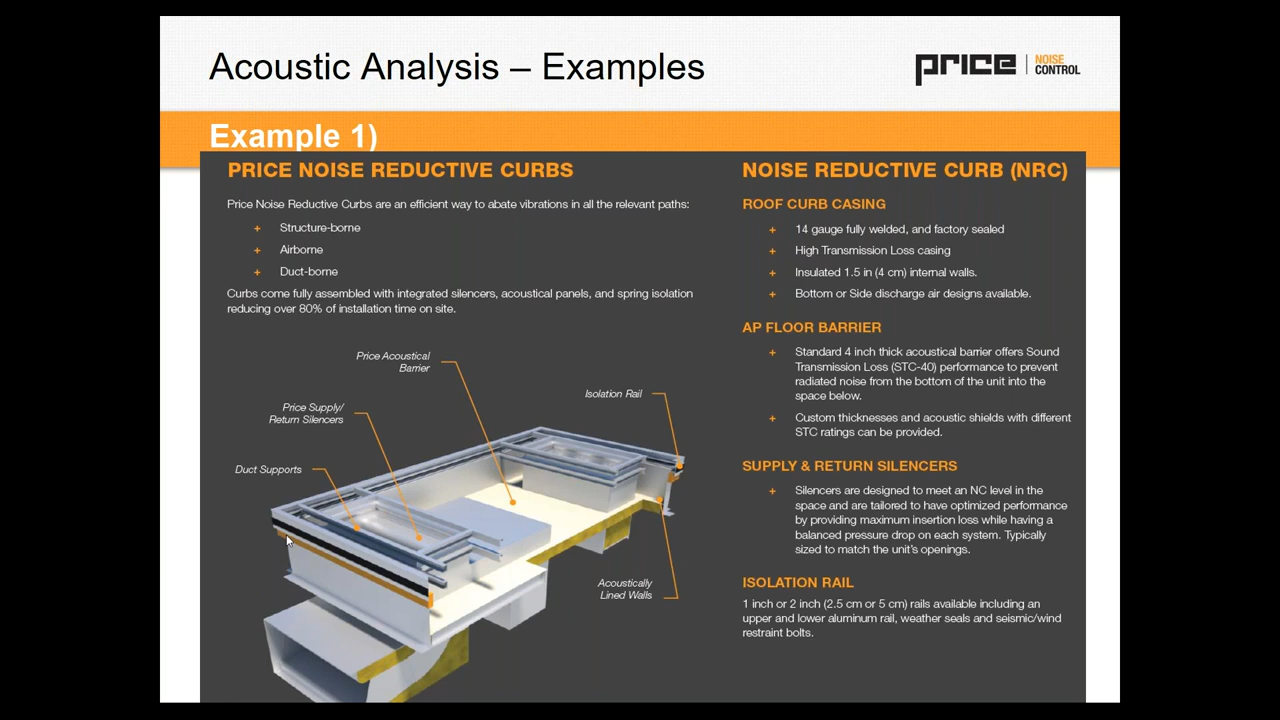 Acoustic Analysis – Examples
price | NOISE
CONTROL
Example 1)
PRICE NOISE REDUCTIVE CURBS
Price Noise Reductive Curbs are an efficient way to abate vibrations in all the relevant paths:
+ Structure-borne
+ Airborne
+ Duct-borne
Curbs come fully assembled with integrated silencers, acoustical panels, and spring isolation
reducing over 80% of installation time on site.
Price Acoustical
Barrier
Isolation Rail
Price Supply/
Return Silencers
Duct Supports
Acoustically
Lined Walls
NOISE REDUCTIVE CURB (NRC)
ROOF CURB CASING
+ 14 gauge fully welded, and factory sealed
+ High Transmission Loss casing
+ Insulated 1.5 in (4 cm) internal walls.
+ Bottom or Side discharge air designs available.
AP FLOOR BARRIER
+ Standard 4 inch thick acoustical barrier offers Sound
Transmission Loss (STC-40) performance to prevent
radiated noise from the bottom of the unit into the
space below.
+ Custom thicknesses and acoustic shields with different
STC ratings can be provided.
SUPPLY & RETURN SILENCERS
+ Silencers are designed to meet an NC level in the
space and are tailored to have optimized performance
by providing maximum insertion loss while having a
balanced pressure drop on each system. Typically
sized to match the unit's openings.
ISOLATION RAIL
1 inch or 2 inch (2.5 cm or 5 cm) rails available including an
upper and lower aluminum rail, weather seals and seismic/wind
restraint bolts.